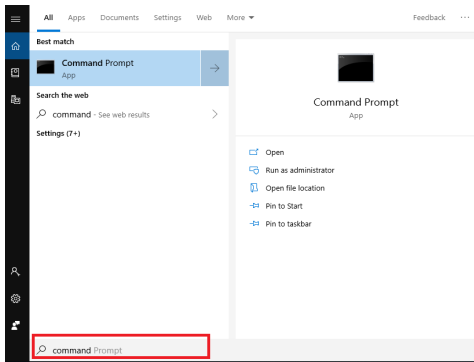 All Apps Documents Settings Web More Feedback ...
Best match
Command Prompt
App
Search the web
command - See web results
Settings (7+)
Command Prompt
App
Open
Run as administrator
Open file location
Pin to Start
Pin to taskbar
command Prompt